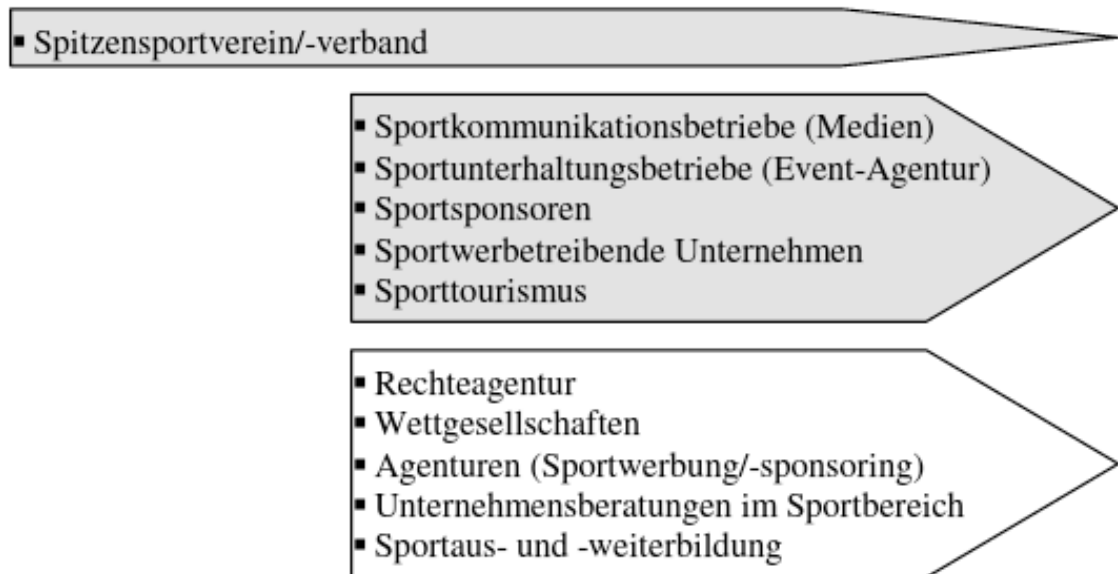 ▪ Spitzensportverein/-verband
▪ Sportkommunikationsbetriebe (Medien)
▪ Sportunterhaltungsbetriebe (Event-Agentur)
▪ Sportsponsoren
▪ Sportwerbetreibende Unternehmen
▪ Sporttourismus
▪ Rechteagentur
▪ Wettgesellschaften
▪ Agenturen (Sportwerbung/-sponsoring)
▪ Unternehmensberatungen im Sportbereich
▪ Sportaus- und -weiterbildung